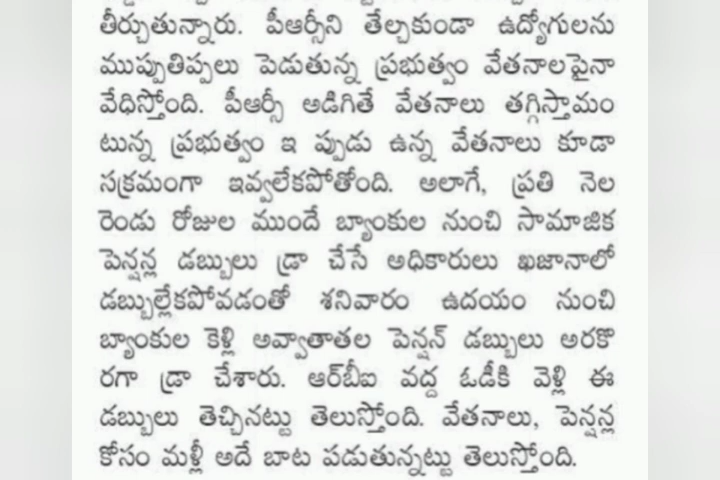 తీర్చుతున్నారు. పీఆర్సీని తేల్చకుండా ఉద్యోగులను
ముప్పుతిప్పలు పెడుతున్న ప్రభుత్వం వేతనాలపైనా
వేధిస్తోంది. పీఆర్సీ అడిగితే వేతనాలు తగ్గిస్తామం
టున్న ప్రభుత్వం ఇ ప్పుడు ఉన్న వేతనాలు కూడా
సక్రమంగా ఇవ్వలేకపోతోంది. అలాగే, ప్రతి నెల
రెండు రోజుల ముందే బ్యాంకుల నుంచి సామాజిక
పెన్షన్ల డబ్బులు డ్రా చేసే అధికారులు ఖజానాలో
డబ్బుల్లేకపోవడంతో శనివారం ఉదయం నుంచి
బ్యాంకుల కెళ్లి అవ్వాతాతల పెన్షన్ డబ్బులు అరకొ
రగా డ్రా చేశారు. ఆర్‌బీఐ వద్ద ఓడీకి వెళ్లి ఈ
డబ్బులు తెచ్చినట్టు తెలుస్తోంది. వేతనాలు, పెన్షన్ల
కోసం మళ్లీ అదే బాట పడుతున్నట్టు తెలుస్తోంది.